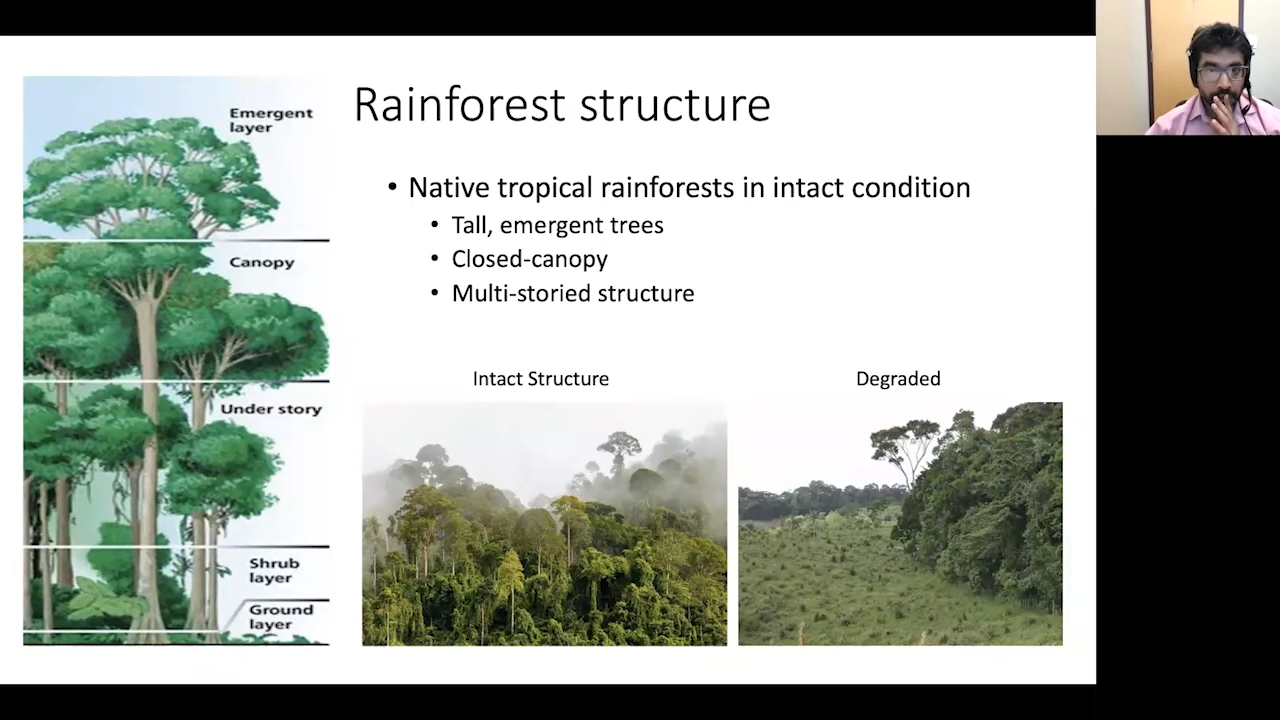 Rainforest structure
• Native tropical rainforests in intact condition
• Tall, emergent trees
• Closed-canopy
• Multi-storied structure
Emergent
layer
Canopy
Under story
Shrub
layer
Ground
layer
Intact Structure
Degraded